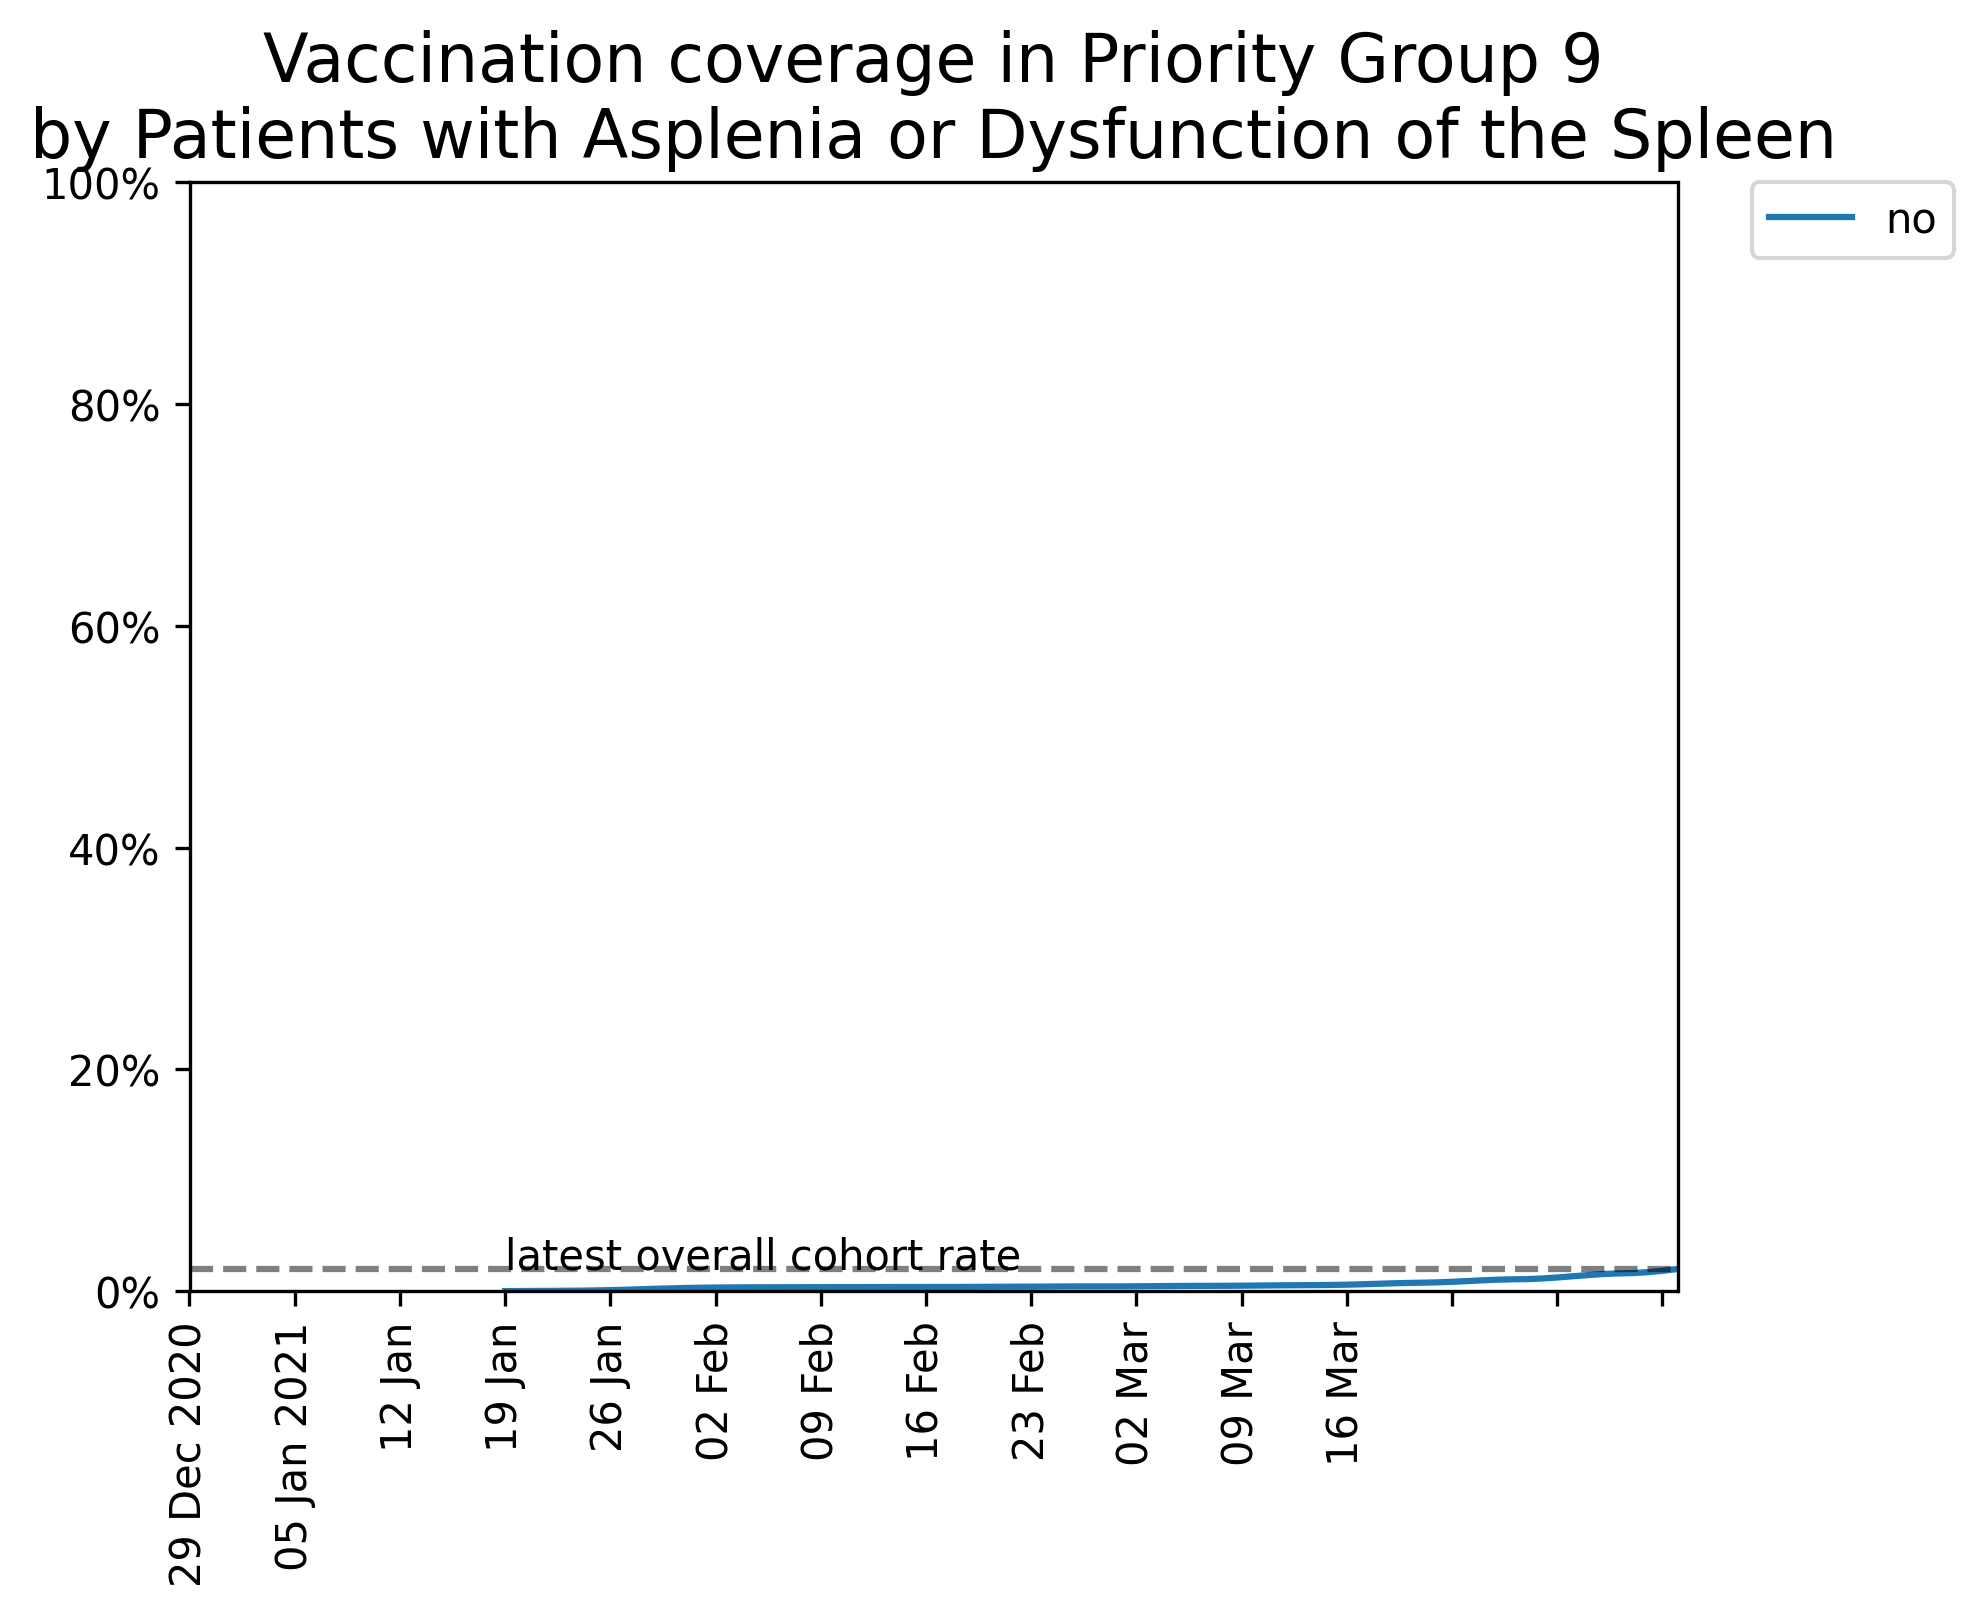 Vaccination coverage in Priority Group 9
by Patients with Asplenia or Dysfunction of the Spleen
100%
80%
60%
40%
20%
0%
no
latest overall cohort rate
29 Dec 2020
05 Jan 2021
12 Jan
19 Jan
26 Jan
02 Feb
09 Feb
16 Feb
23 Feb
02 Mar
09 Mar
16 Mar